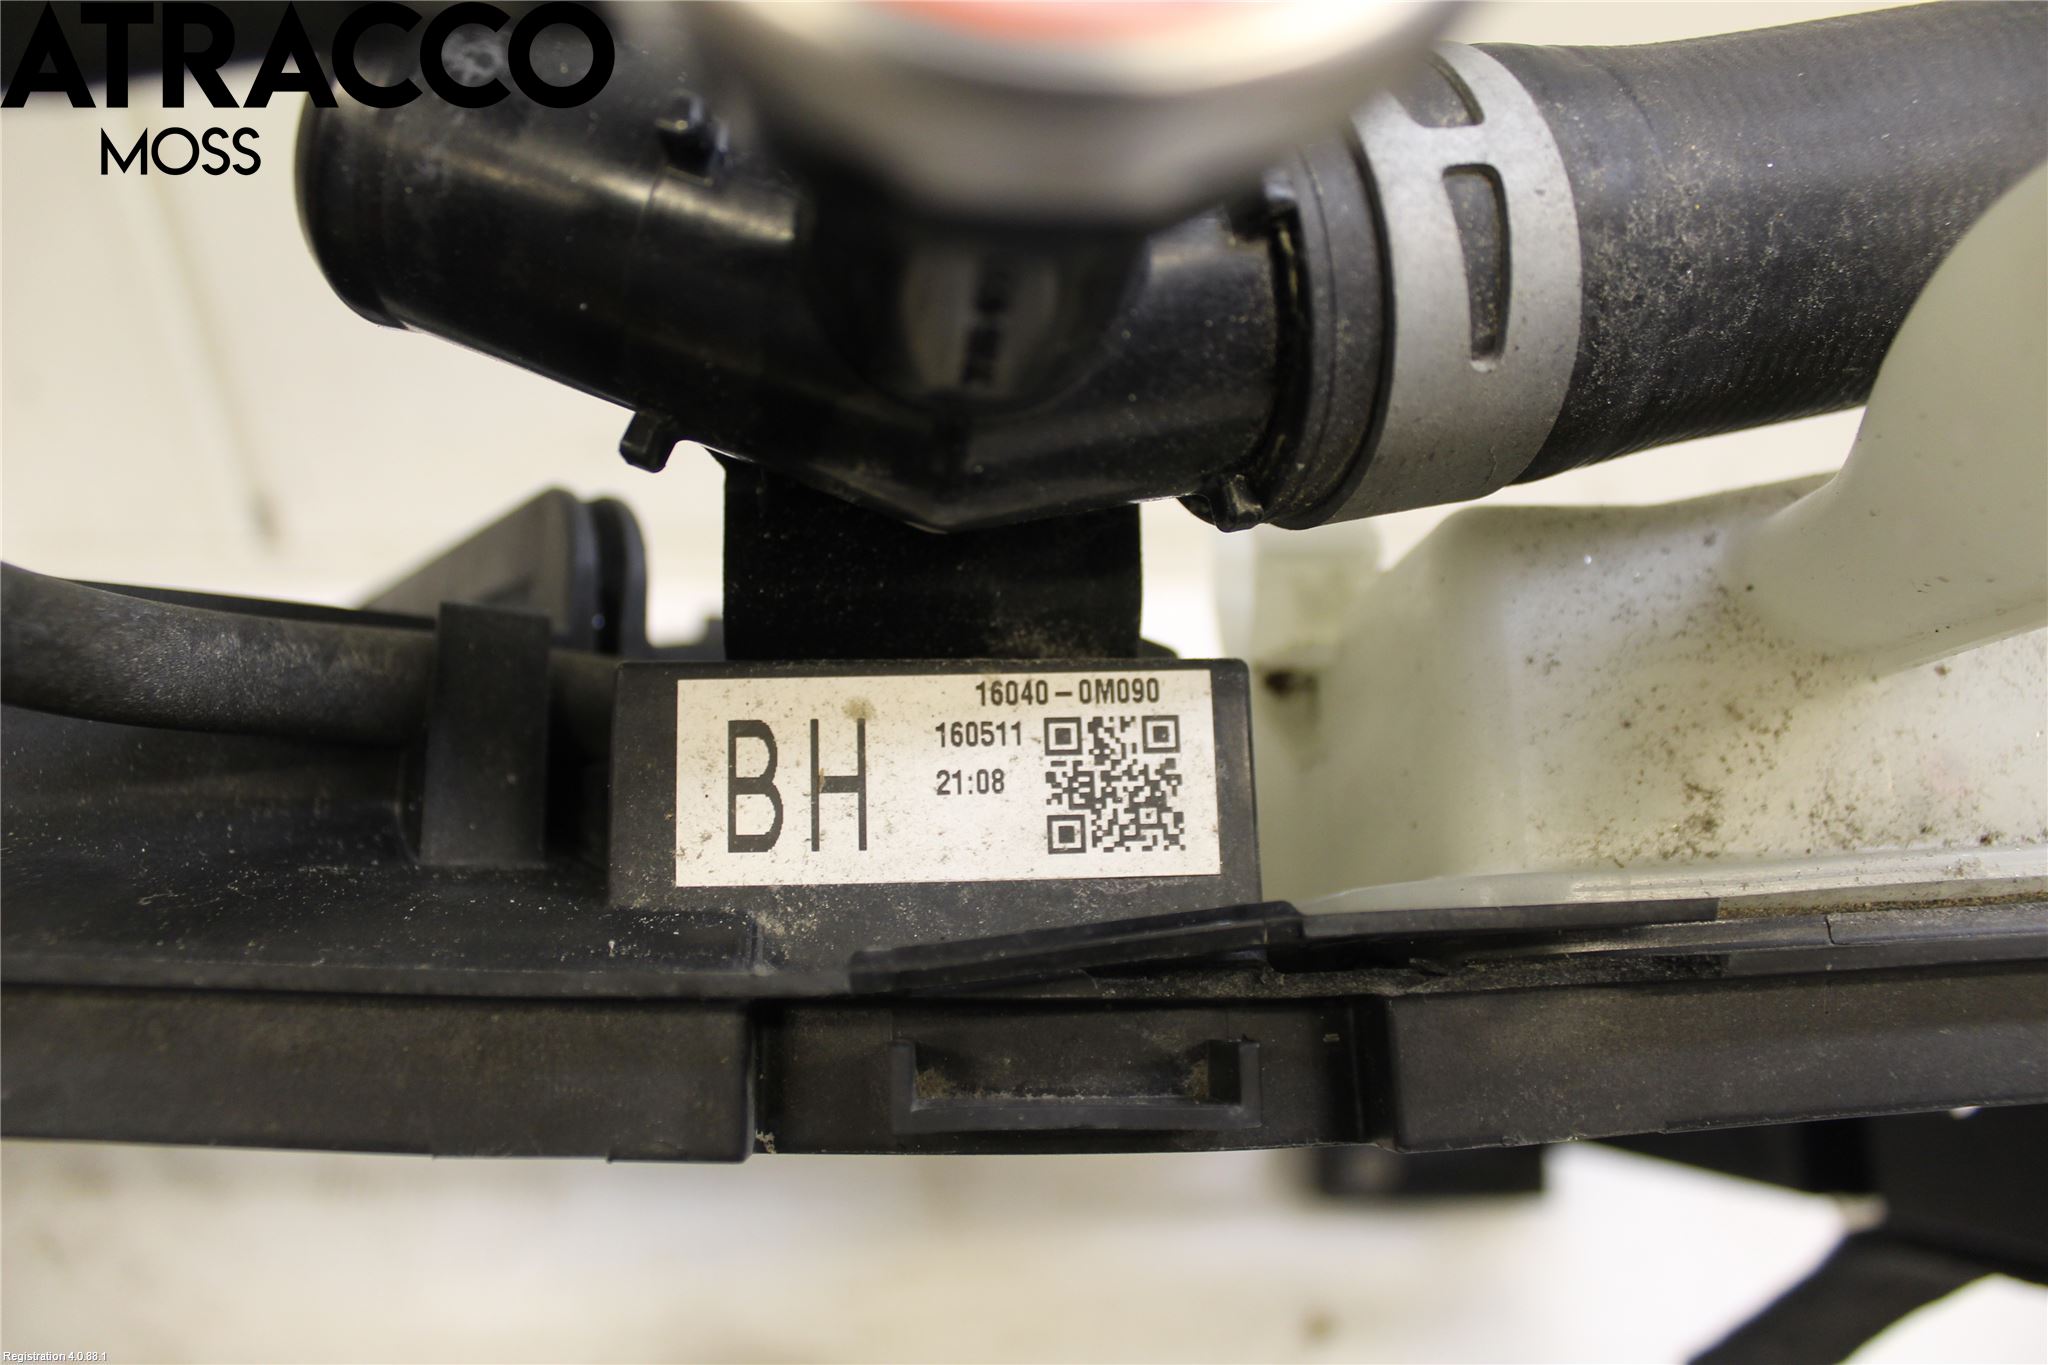 ATRACCO
MOSS
16040-0M090
BH
160511
21:08
Registration 4.0.88.1